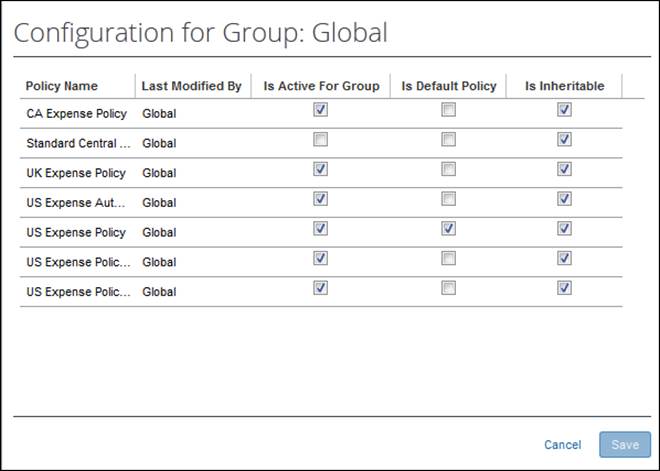 Configuration for Group: Global
Policy Name Last Modified By Is Active For Group Is Default Policy Is Inheritable
CA Expense Policy Global
Standard Central ... Global
UK Expense Policy Global
US Expense Aut... Global
US Expense Policy Global
US Expense Polic... Global
US Expense Polic... Global
Cancel Save